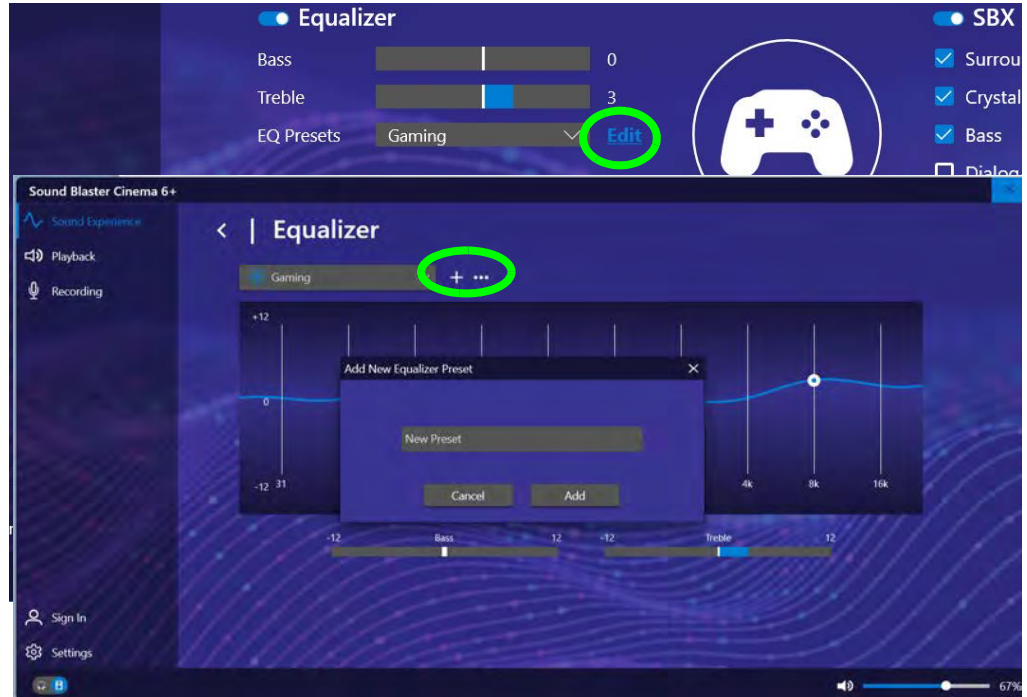 Equalizer
SBX
Bass
0
Surrou
Treble
3
Crystal
EQ Presets
Gaming
Edit
Bass
Dialog
Sound Blaster Cinema 6+
Sound Experience
Equalizer
Playback
Gaming
Recording
+12
Add New Equalizer Preset
0
New Preset
-12
31
4k
8k
16k
Cancel
Add
-12
Bass
12
-12
Treble
12
Sign In
Settings
67%